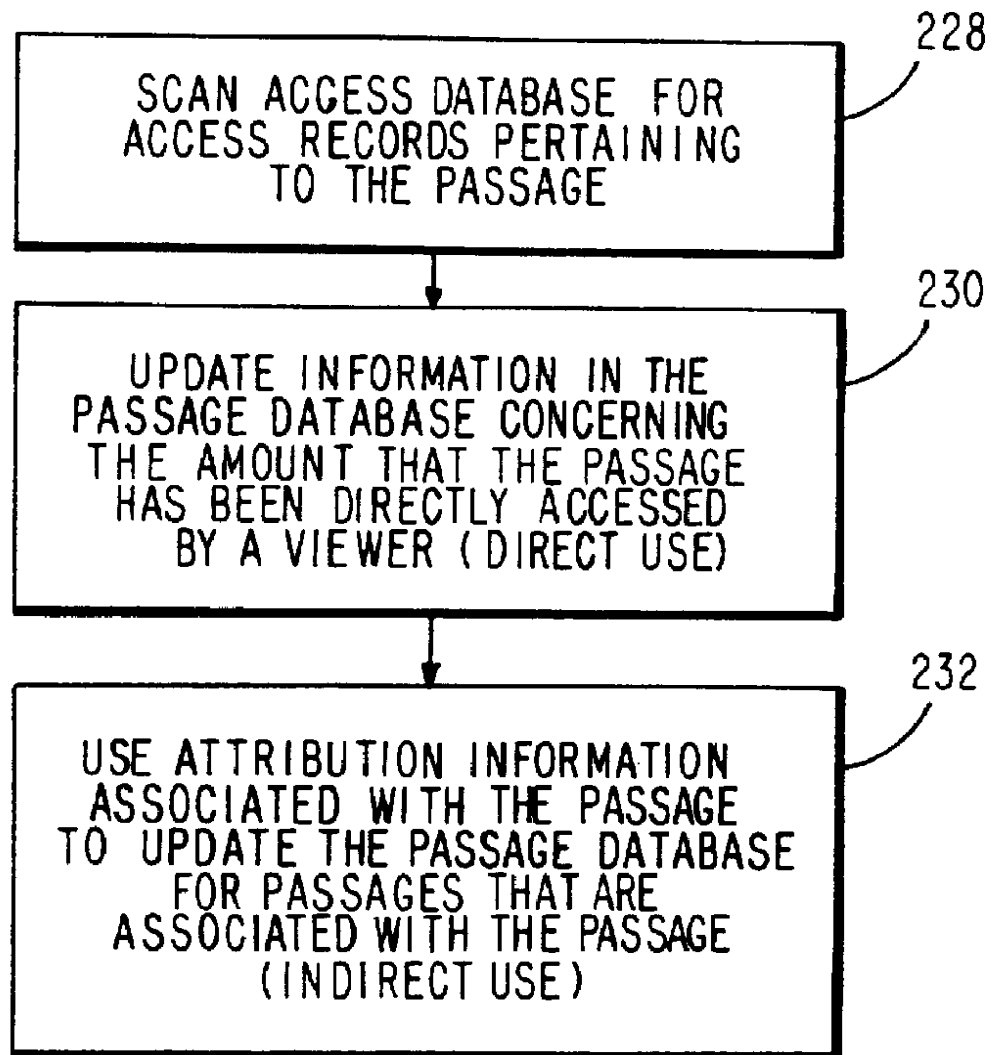 228
SCAN ACCESS DATABASE FOR
ACCESS RECORDS PERTAINING
TO THE PASSAGE
230
UPDATE INFORMATION IN THE
PASSAGE DATABASE CONCERNING
THE AMOUNT THAT THE PASSAGE
HAS BEEN DIRECTLY ACCESSED
BY A VIEWER (DIRECT USE)
232
USE ATTRIBUTION INFORMATION
ASSOCIATED WITH THE PASSAGE
TO UPDATE THE PASSAGE DATABASE
FOR PASSAGES THAT ARE
ASSOCIATED WITH THE PASSAGE
(INDIRECT USE)